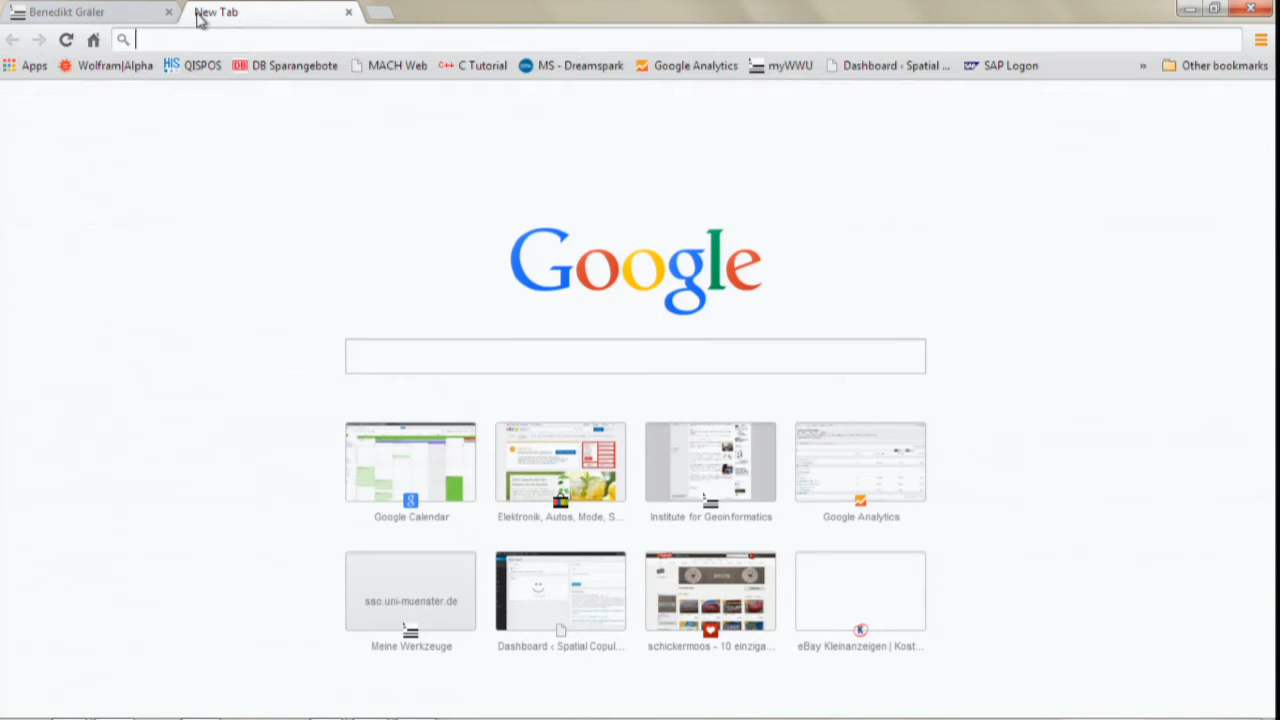 Benedikt Gräler
New Tab
Apps
Wolfram|Alpha
HIS QISPOS
DB DB Sparangebote
MACH Web
C++ C Tutorial
MS - Dreamspark
Google Analytics
myWWU
Dashboard ‹ Spatial ...
SAP Logon
»
Other bookmarks
Google
Google Calendar
Elektronik, Autos, Mode, S...
Institute for Geoinformatics
Google Analytics
sso.uni-muenster.de
Meine Werkzeuge
Dashboard ‹ Spatial Copul...
schickermoos - 10 einziga...
eBay Kleinanzeigen | Kost...